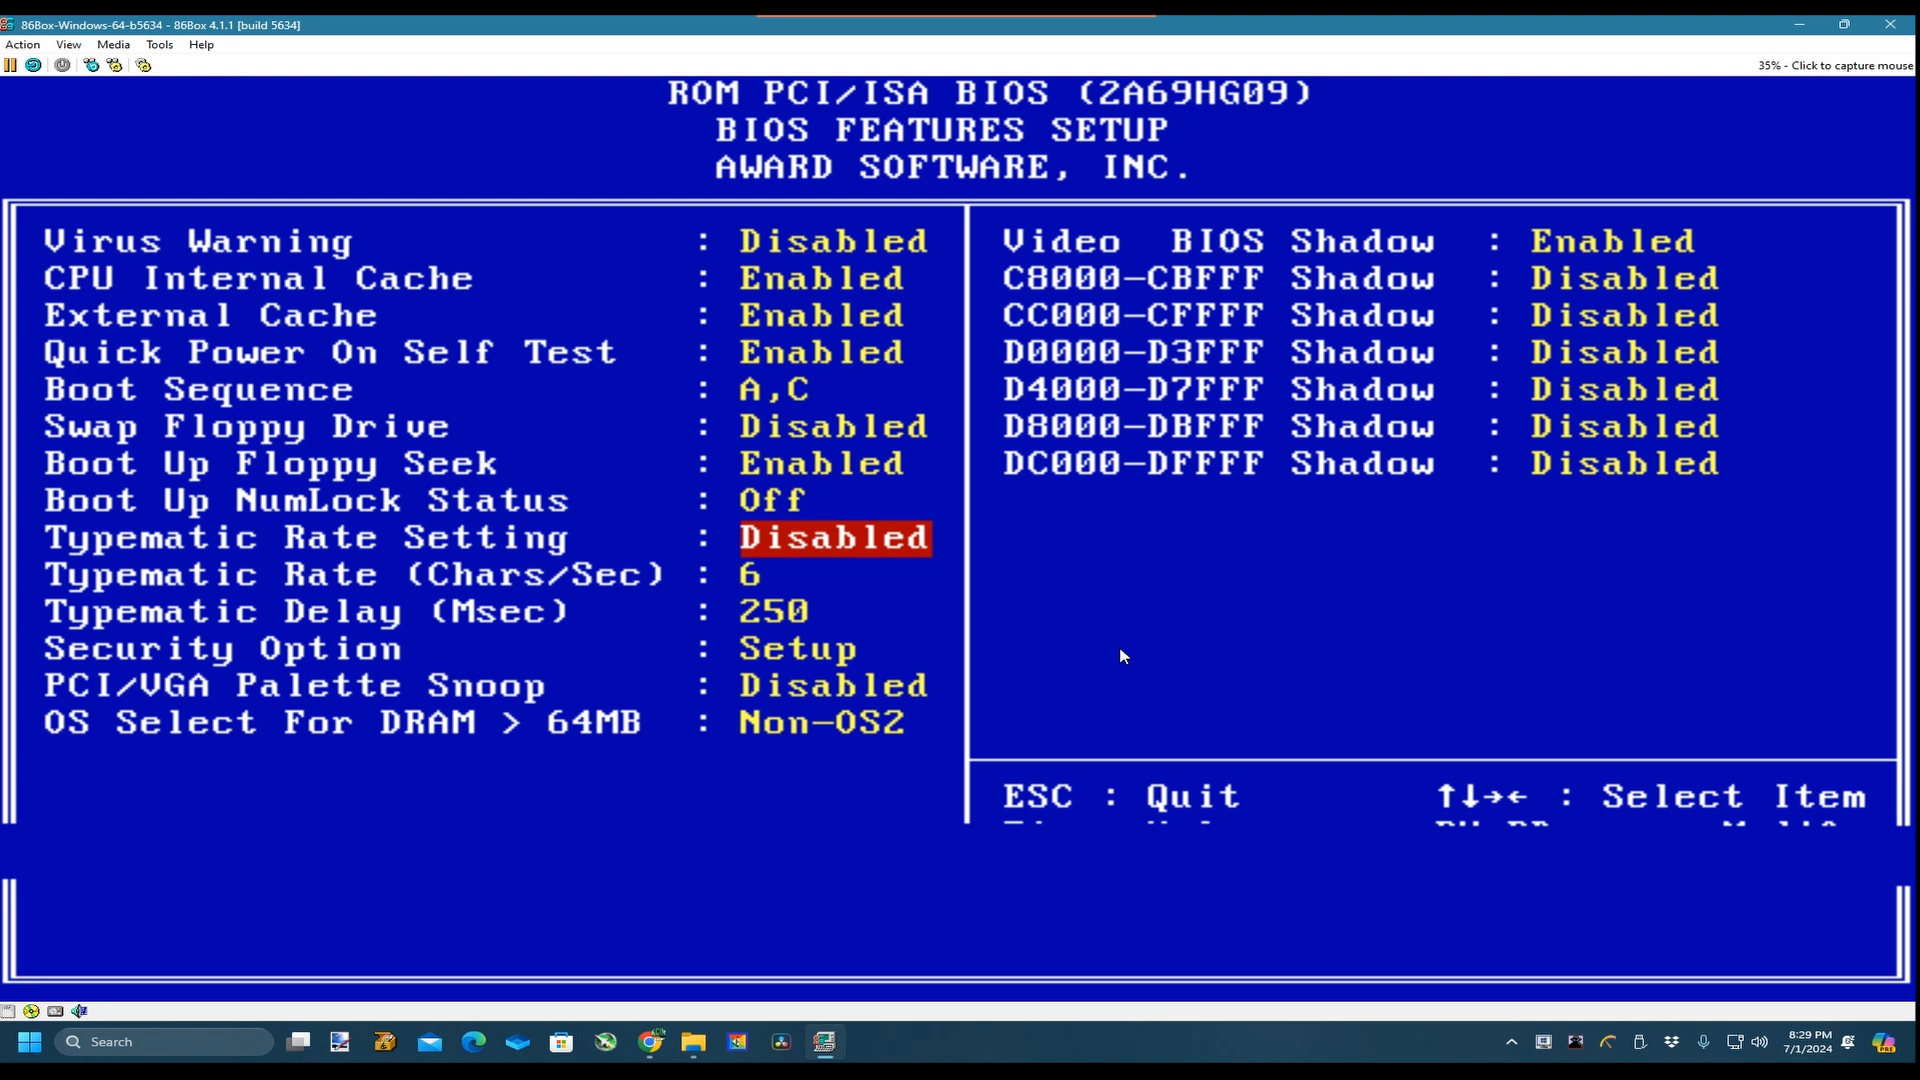 86Box-Windows-64-b5634 - 86Box 4.1.1 [build 5634]
Action View Media Tools Help
35% - Click to capture mouse
ROM PCI/ISA BIOS (2A69HG09)
BIOS FEATURES SETUP
AWARD SOFTWARE, INC.
Virus Warning : Disabled
CPU Internal Cache : Enabled
External Cache : Enabled
Quick Power On Self Test : Enabled
Boot Sequence : A,C
Swap Floppy Drive : Disabled
Boot Up Floppy Seek : Enabled
Boot Up NumLock Status : Off
Typematic Rate Setting : Disabled
Typematic Rate (Chars/Sec) : 6
Typematic Delay (Msec) : 250
Security Option : Setup
PCI/VGA Palette Snoop : Disabled
OS Select For DRAM > 64MB : Non-OS2
Video BIOS Shadow : Enabled
C8000-CBFFF Shadow : Disabled
CC000-CFFFF Shadow : Disabled
D0000-D3FFF Shadow : Disabled
D4000-D7FFF Shadow : Disabled
D8000-DBFFF Shadow : Disabled
DC000-DFFFF Shadow : Disabled
ESC : Quit ↑↓→← : Select Item
Search
8:29 PM
7/1/2024